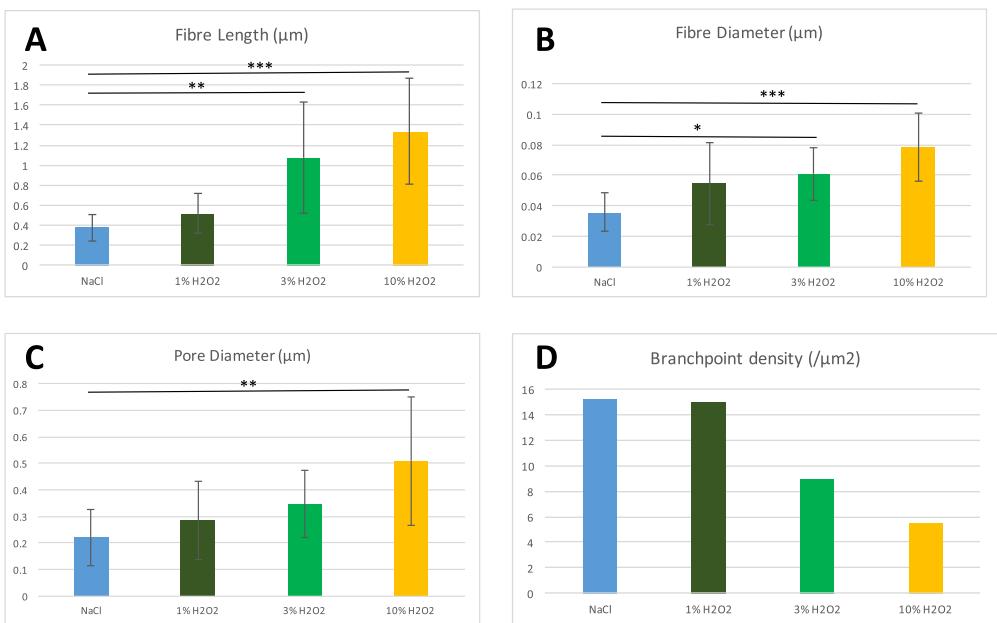 A
Fibre Length (µm)
2
1.8
1.6
1.4
1.2
1
0.8
0.6
0.4
0.2
0
***
**
NaCl
1% H2O2
3% H2O2
10% H2O2
B
Fibre Diameter (µm)
0.12
0.1
0.08
0.06
0.04
0.02
0
***
*
NaCl
1% H2O2
3% H2O2
10% H2O2
C
Pore Diameter (µm)
0.8
0.7
0.6
0.5
0.4
0.3
0.2
0.1
0
**
NaCl
1% H2O2
3% H2O2
10% H2O2
D
Branchpoint density (/µm2)
16
14
12
10
8
6
4
2
0
NaCl
1% H2O2
3% H2O2
10% H2O2